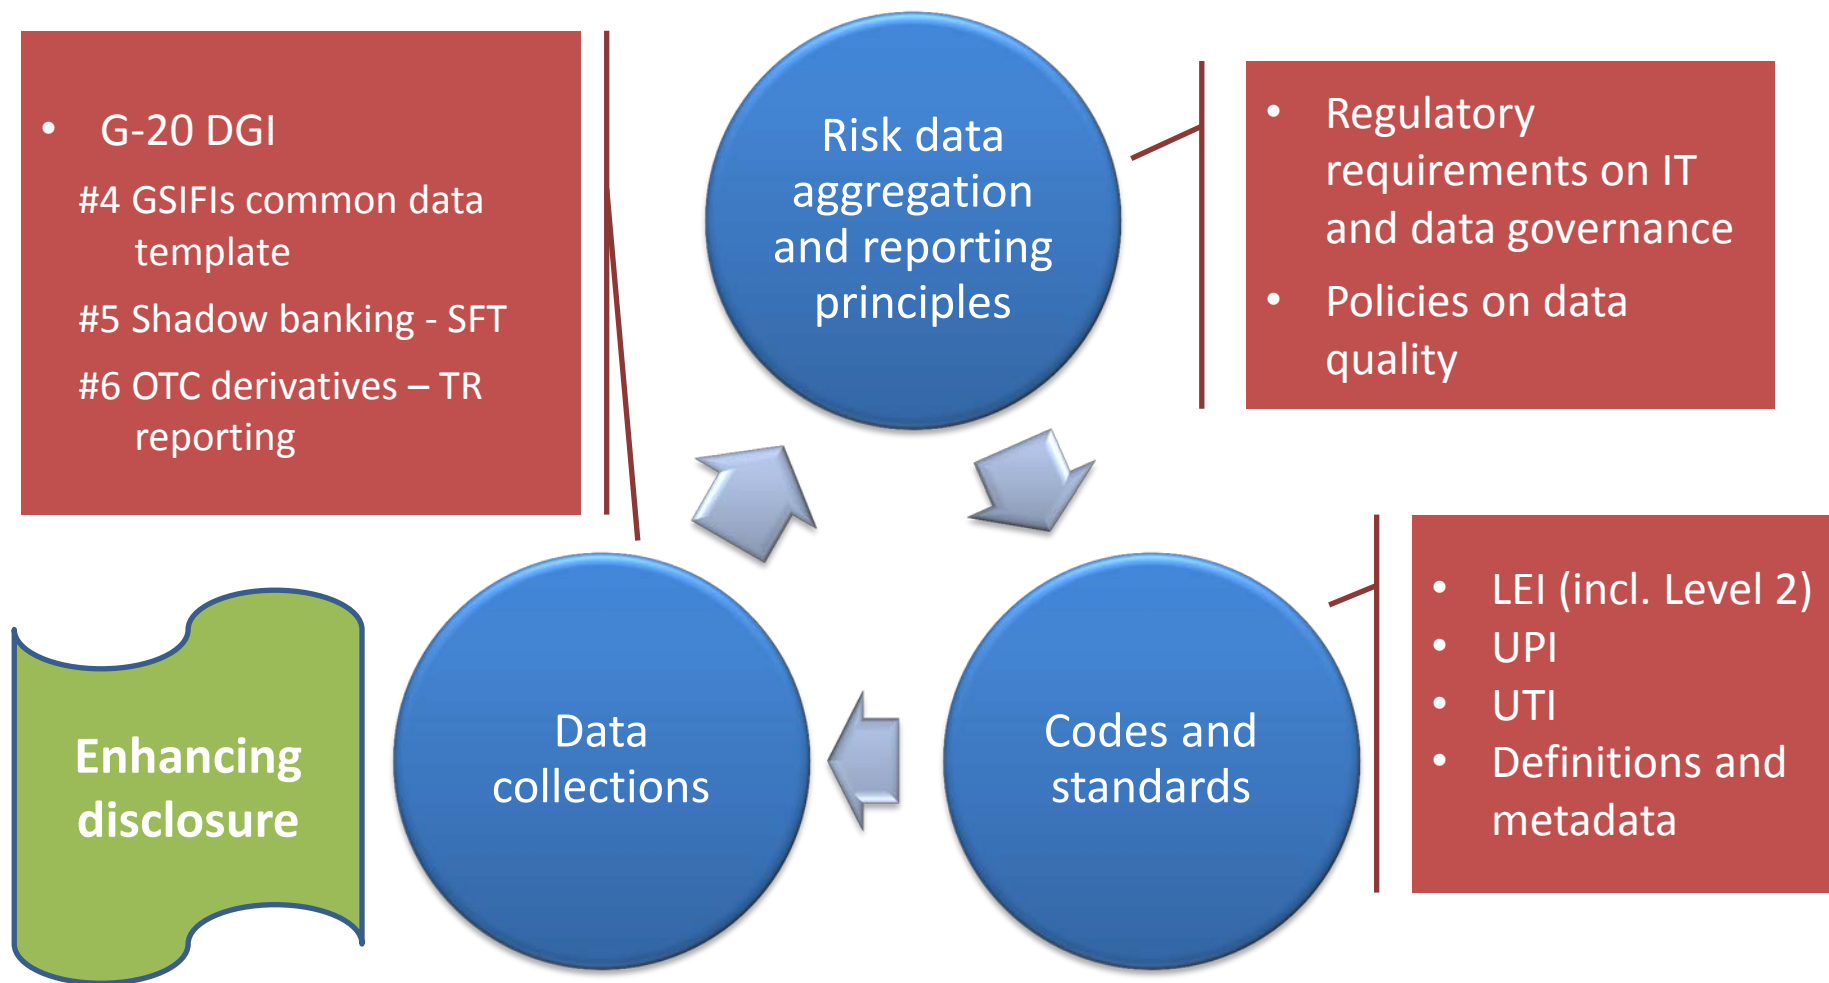 • G-20 DGI
#4 GSIFIs common data
template
#5 Shadow banking - SFT
#6 OTC derivatives – TR
reporting
Risk data
aggregation
and reporting
principles
• Regulatory
requirements on IT
and data governance
• Policies on data
quality
Enhancing
disclosure
Data
collections
Codes and
standards
• LEI (incl. Level 2)
• UPI
• UTI
• Definitions and
metadata